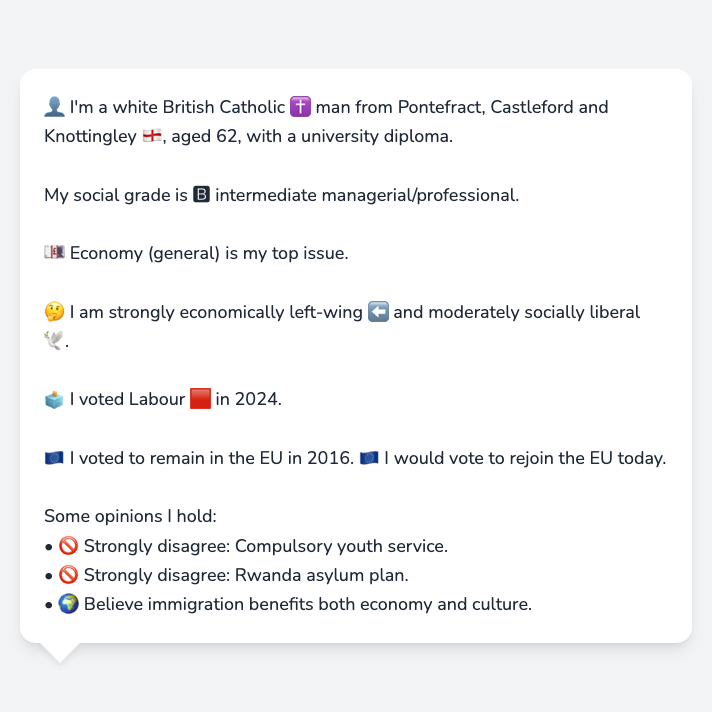 👤 I'm a white British Catholic ✝️ man from Pontefract, Castleford and
Knottingley 🏴󠁧󠁢󠁥󠁮󠁧󠁿, aged 62, with a university diploma.
My social grade is 🅱 intermediate managerial/professional.
💷 Economy (general) is my top issue.
🤔 I am strongly economically left-wing ⬅️ and moderately socially liberal
🕊️.
🗳️ I voted Labour 🟥 in 2024.
🇪🇺 I voted to remain in the EU in 2016. 🇪🇺 I would vote to rejoin the EU today.
Some opinions I hold:
• 🚫 Strongly disagree: Compulsory youth service.
• 🚫 Strongly disagree: Rwanda asylum plan.
• 🌍 Believe immigration benefits both economy and culture.